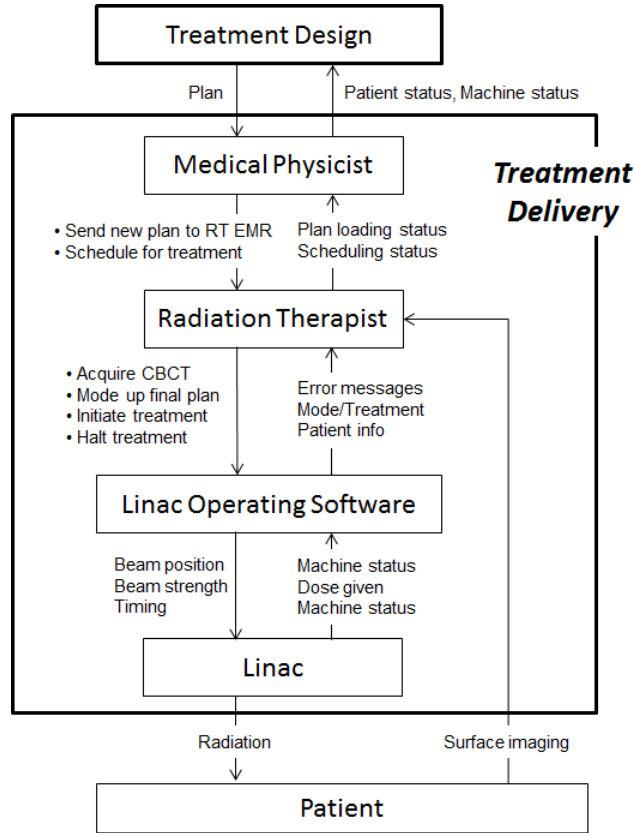 Treatment Design
Plan
Patient status, Machine status
Medical Physicist
Treatment
Delivery
• Send new plan to RT EMR
• Schedule for treatment
Plan loading status
Scheduling status
Radiation Therapist
• Acquire CBCT
• Mode up final plan
• Initiate treatment
• Halt treatment
Error messages
Mode/Treatment
Patient info
Linac Operating Software
Beam position
Beam strength
Timing
Machine status
Dose given
Machine status
Linac
Radiation
Surface imaging
Patient